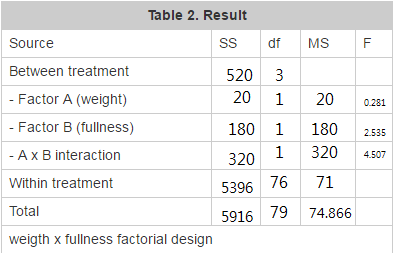 Table 2. Result
Source SS df MS F
Between treatment 520 3
- Factor A (weight) 20 1 20 0.281
- Factor B (fullness) 180 1 180 2.535
- A x B interaction 320 1 320 4.507
Within treatment 5396 76 71
Total 5916 79 74.866
weigth x fullness factorial design